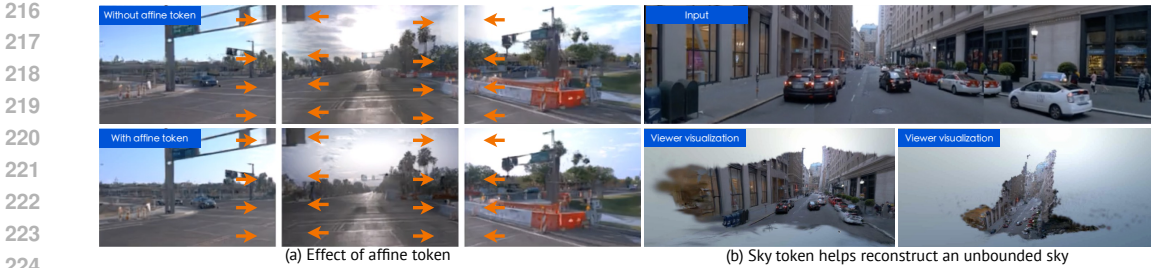 216
217
218
219
220
221
222
223
224
Without affine token
With affine token
(a) Effect of affine token
Input
Viewer visualization
Viewer visualization
(b) Sky token helps reconstruct an unbounded sky